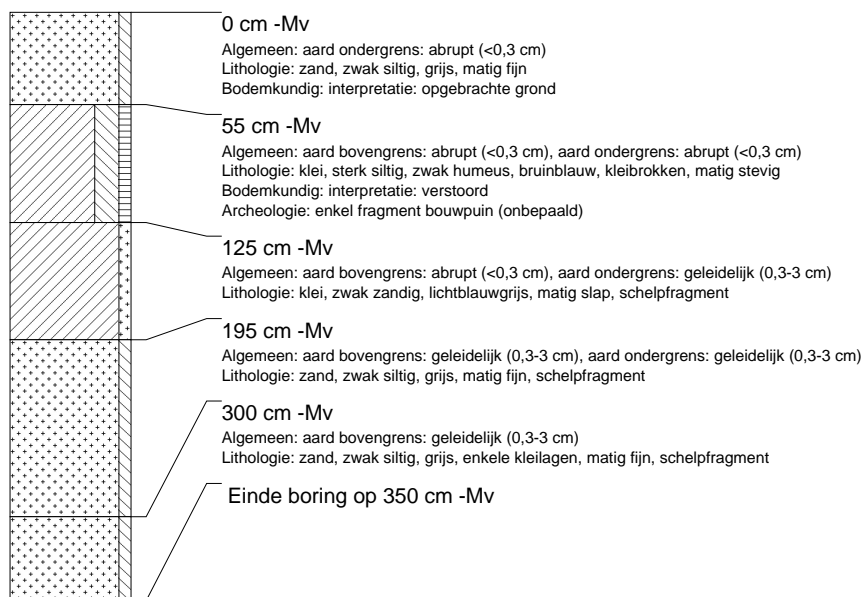 0 cm -Mv
Algemeen: aard ondergrens: abrupt (<0,3 cm)
Lithologie: zand, zwak siltig, grijs, matig fijn
Bodemkundig: interpretatie: opgebrachte grond
55 cm -Mv
Algemeen: aard bovengrens: abrupt (<0,3 cm), aard ondergrens: abrupt (<0,3 cm)
Lithologie: klei, sterk siltig, zwak humeus, bruinblauw, kleibrokken, matig stevig
Bodemkundig: interpretatie: verstoord
Archeologie: enkel fragment bouwpuin (onbepaald)
125 cm -Mv
Algemeen: aard bovengrens: abrupt (<0,3 cm), aard ondergrens: geleidelijk (0,3-3 cm)
Lithologie: klei, zwak zandig, lichtblauwgrijs, matig slap, schelpfragment
195 cm -Mv
Algemeen: aard bovengrens: geleidelijk (0,3-3 cm), aard ondergrens: geleidelijk (0,3-3 cm)
Lithologie: zand, zwak siltig, grijs, matig fijn, schelpfragment
300 cm -Mv
Algemeen: aard bovengrens: geleidelijk (0,3-3 cm)
Lithologie: zand, zwak siltig, grijs, enkele kleilagen, matig fijn, schelpfragment
Einde boring op 350 cm -Mv